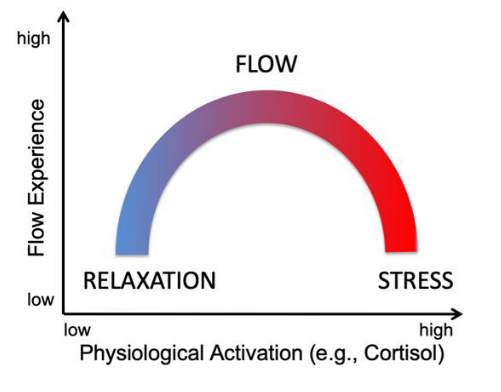 high
FLOW
Flow Experience
RELAXATION
STRESS
low
low
high
Physiological Activation (e.g., Cortisol)